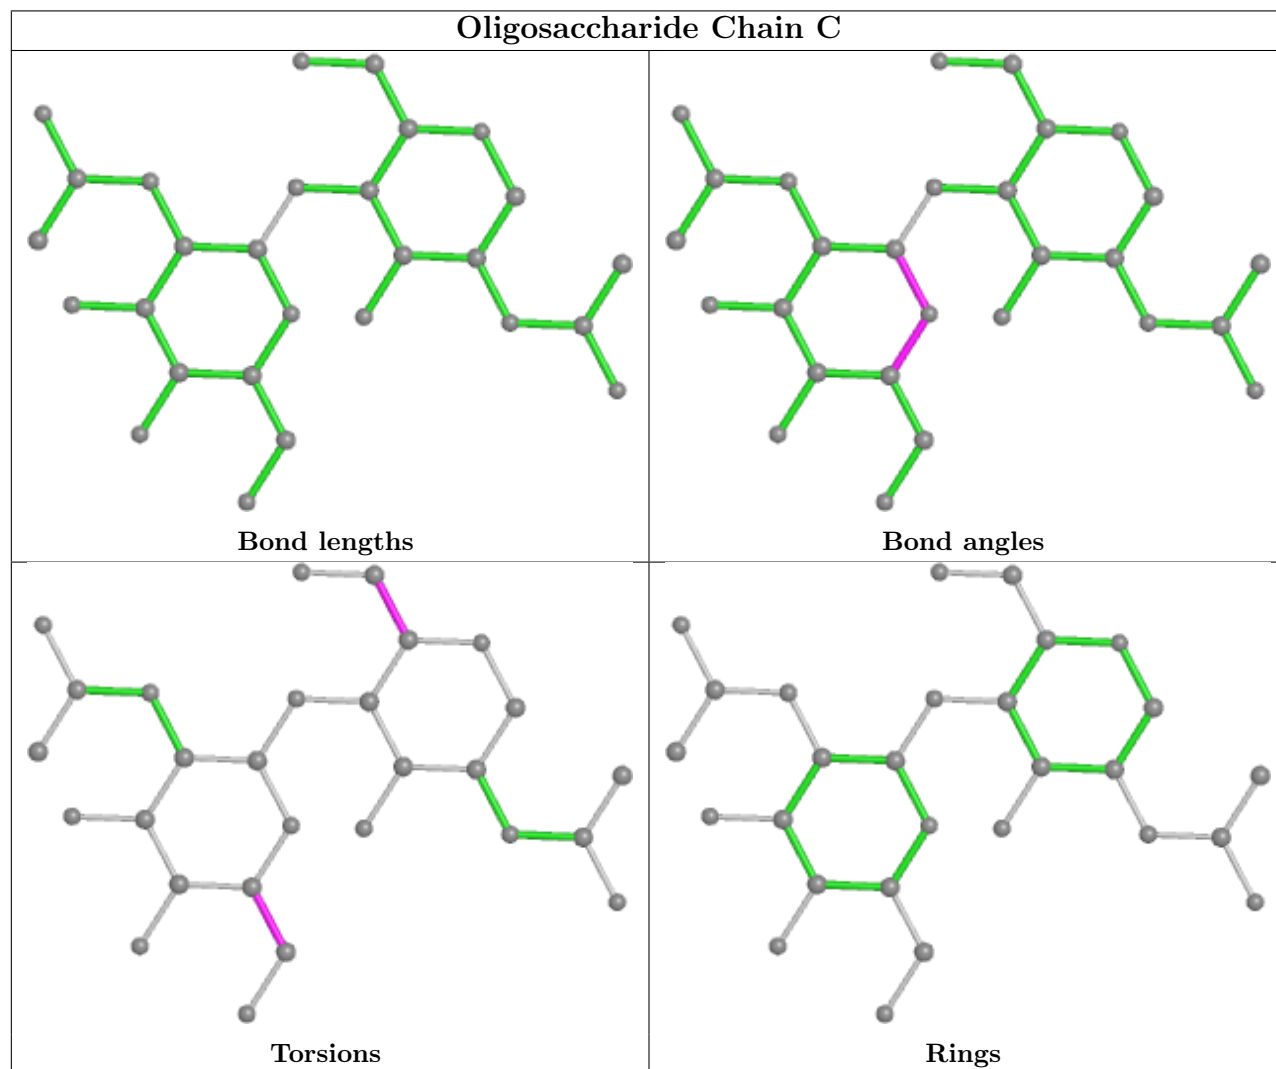 Oligosaccharide Chain C
Bond lengths
Bond angles
Torsions
Rings